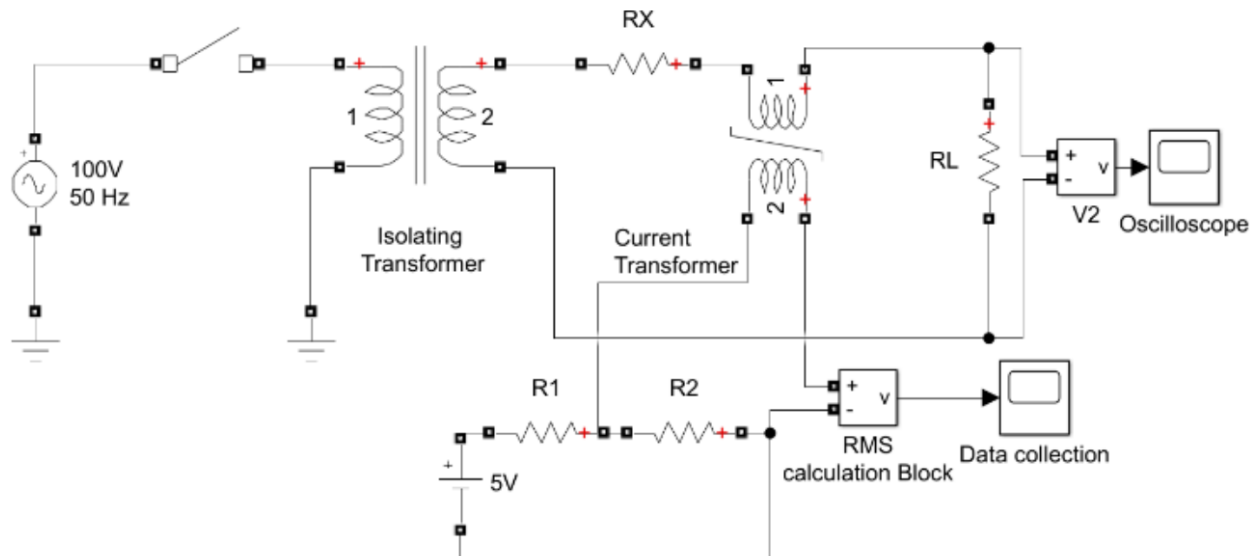 RX
1
2
1
2
100V
50 Hz
RL
+
-
v
V2
Oscilloscope
Isolating
Transformer
Current
Transformer
R1
R2
+
-
v
RMS
calculation Block
Data collection
5V